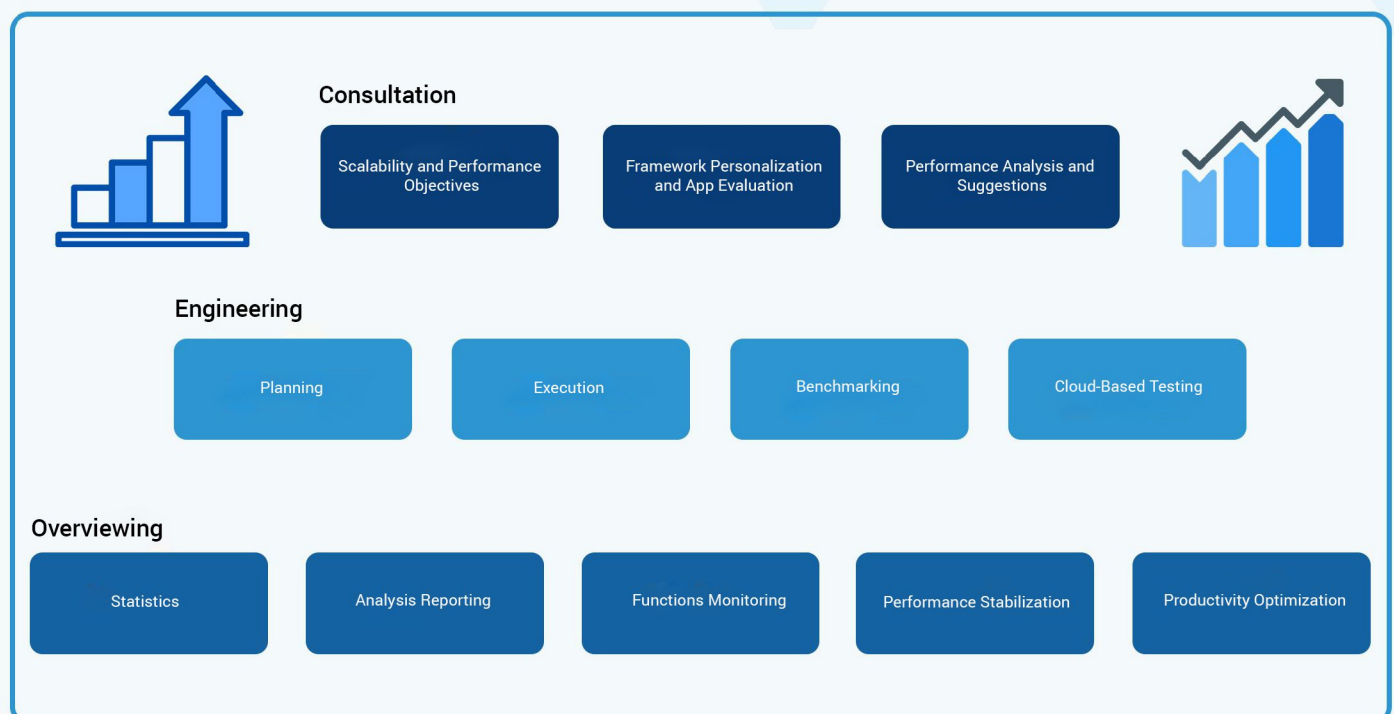 Consultation
Scalability and Performance
Objectives
Framework Personalization
and App Evaluation
Performance Analysis and
Suggestions
Engineering
Planning
Execution
Benchmarking
Cloud-Based Testing
Overviewing
Statistics
Analysis Reporting
Functions Monitoring
Performance Stabilization
Productivity Optimization